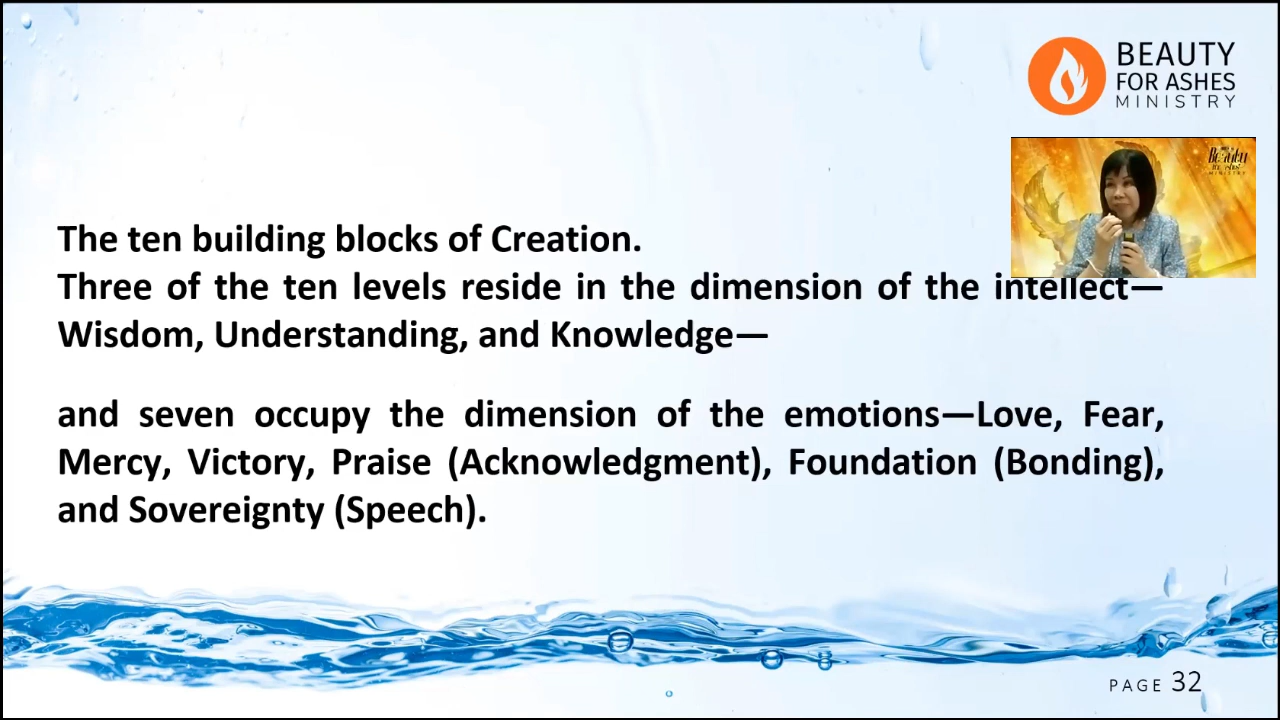 BEAUTY
FOR ASHES
MINISTRY
The ten building blocks of Creation.
Three of the ten levels reside in the dimension of the intellect—
Wisdom, Understanding, and Knowledge—
and seven occupy the dimension of the emotions—Love, Fear,
Mercy, Victory, Praise (Acknowledgment), Foundation (Bonding),
and Sovereignty (Speech).
PAGE 32